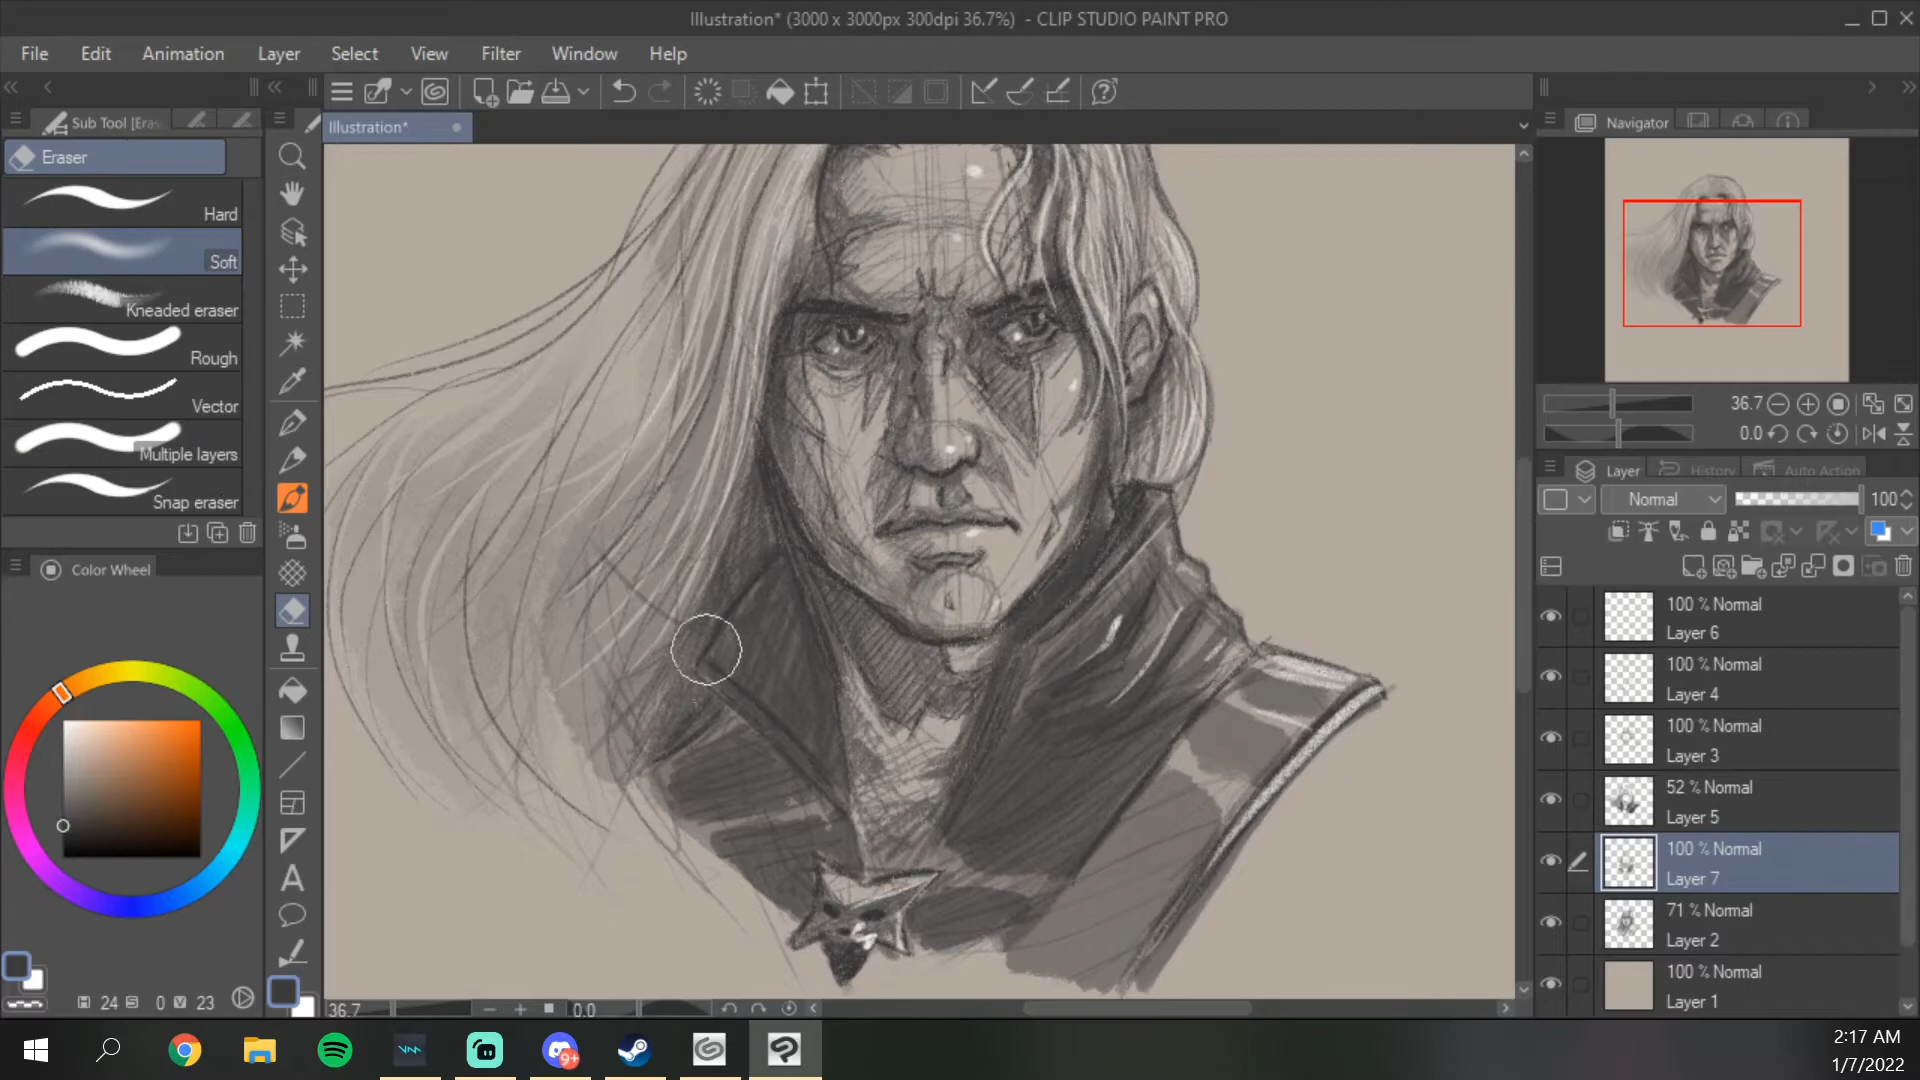 Illustration* (3000 x 3000px 300dpi 36.7%) - CLIP STUDIO PAINT PRO
File Edit Animation Layer Select View Filter Window Help
Sub Tool [Eras
Illustration*
Navigator
Eraser
Hard
Soft
Kneaded eraser
Rough
Vector
Multiple layers
Snap eraser
36.7
0.0
Layer History Auto Action
Normal 100
Color Wheel
100 % Normal
Layer 6
100 % Normal
Layer 4
100 % Normal
Layer 3
52 % Normal
Layer 5
100 % Normal
Layer 7
71 % Normal
Layer 2
100 % Normal
Layer 1
H 24 S 0 V 23
36.7 0.0
9+
2:17 AM
1/7/2022